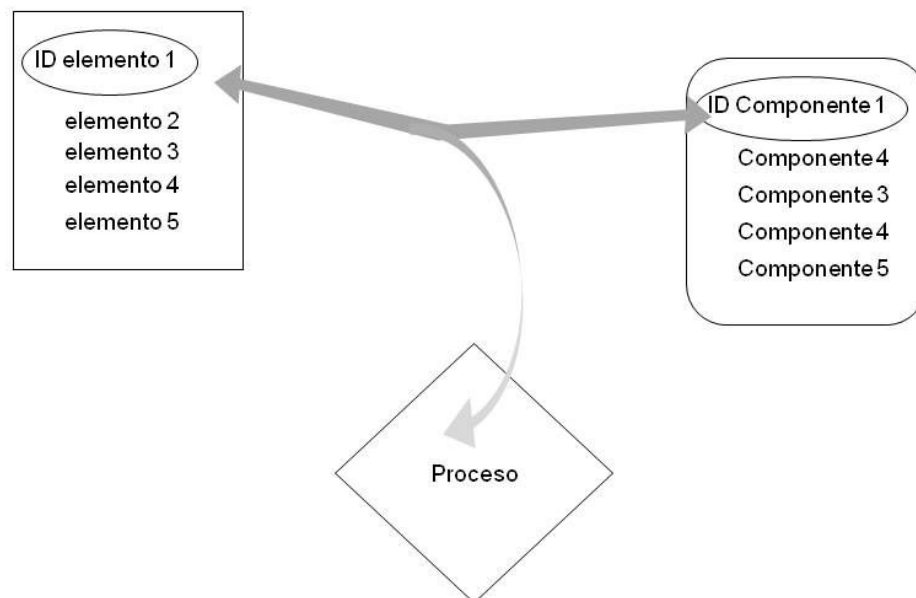 ID elemento 1
elemento 2
elemento 3
elemento 4
elemento 5
ID Componente 1
Componente 4
Componente 3
Componente 4
Componente 5
Proceso